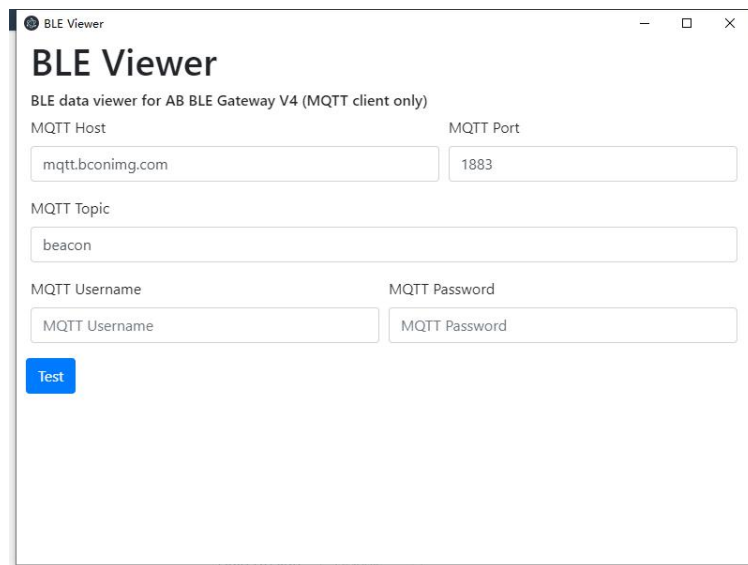 BLE Viewer
BLE Viewer
BLE data viewer for AB BLE Gateway V4 (MQTT client only)
MQTT Host MQTT Port
mqtt.bconimg.com 1883
MQTT Topic
beacon
MQTT Username MQTT Password
MQTT Username MQTT Password
Test